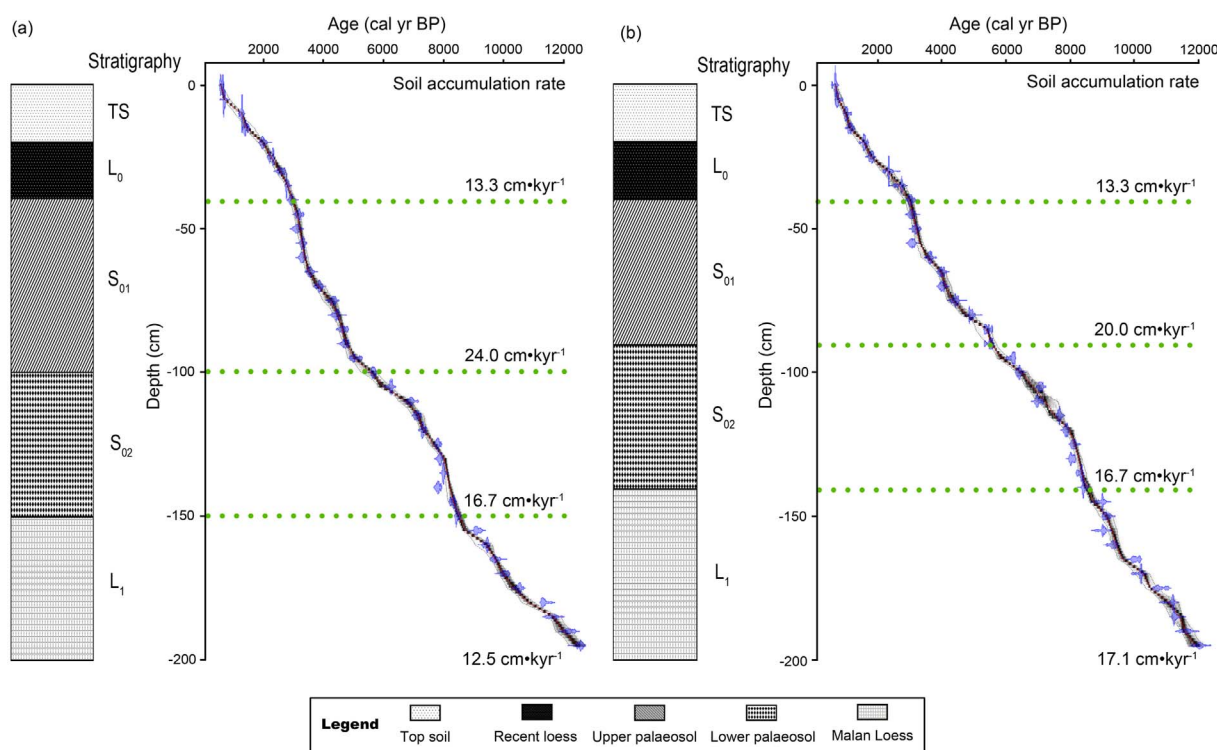 (a)
Age (cal yr BP)
2000 4000 6000 8000 10000 12000
Stratigraphy
Soil accumulation rate
TS
L0
S01
S02
L1
Depth (cm)
0
-50
-100
-150
-200
13.3 cm•kyr-1
24.0 cm•kyr-1
16.7 cm•kyr-1
12.5 cm•kyr-1
(b)
Age (cal yr BP)
2000 4000 6000 8000 10000 12000
Stratigraphy
Soil accumulation rate
TS
L0
S01
S02
L1
Depth (cm)
0
-50
-100
-150
-200
13.3 cm•kyr-1
20.0 cm•kyr-1
16.7 cm•kyr-1
17.1 cm•kyr-1
Legend
Top soil
Recent loess
Upper palaeosol
Lower palaeosol
Malan Loess